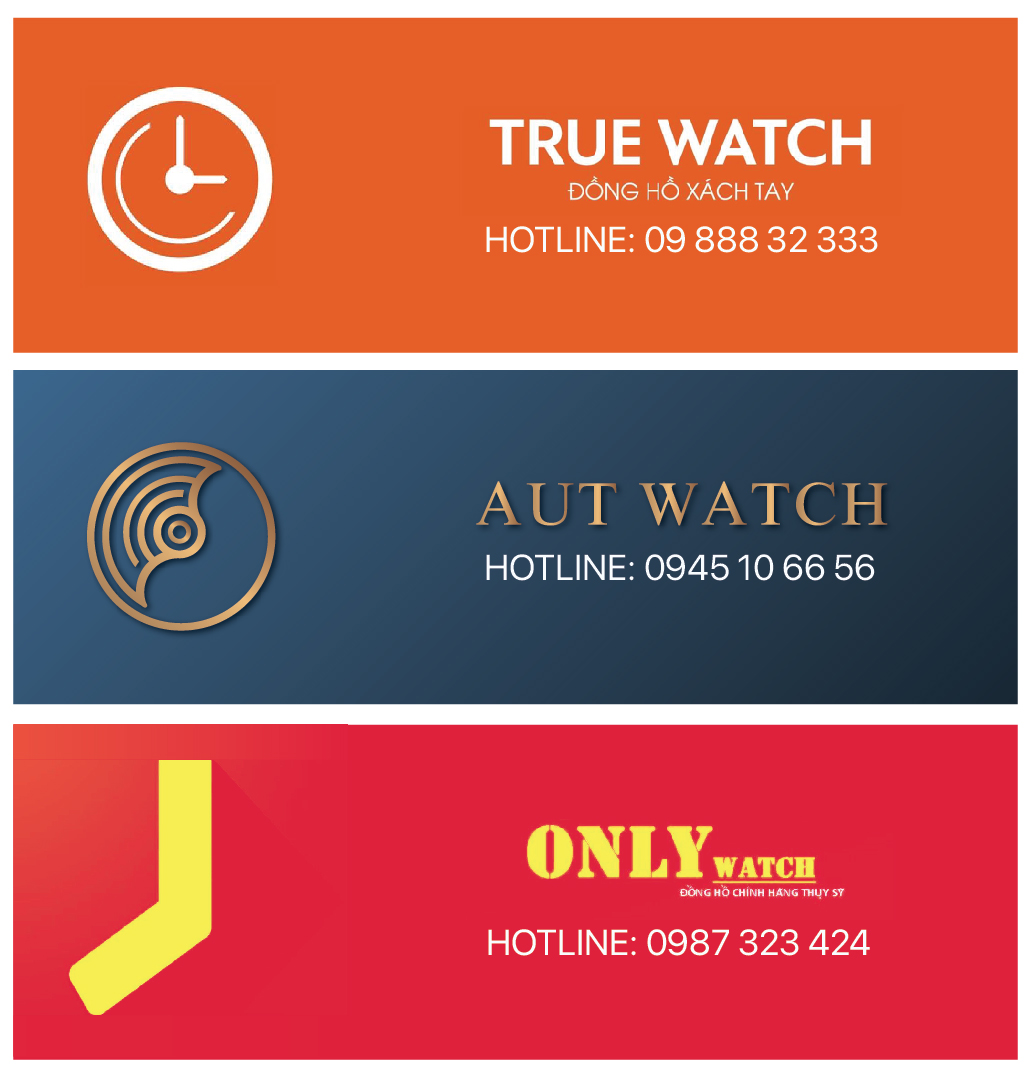 TRUE WATCH
ĐỒNG HỒ XÁCH TAY
HOTLINE: 09 888 32 333
AUT WATCH
HOTLINE: 0945 10 66 56
ONLY WATCH
ĐỒNG HỒ CHÍNH HÃNG THỤY SỸ
HOTLINE: 0987 323 424